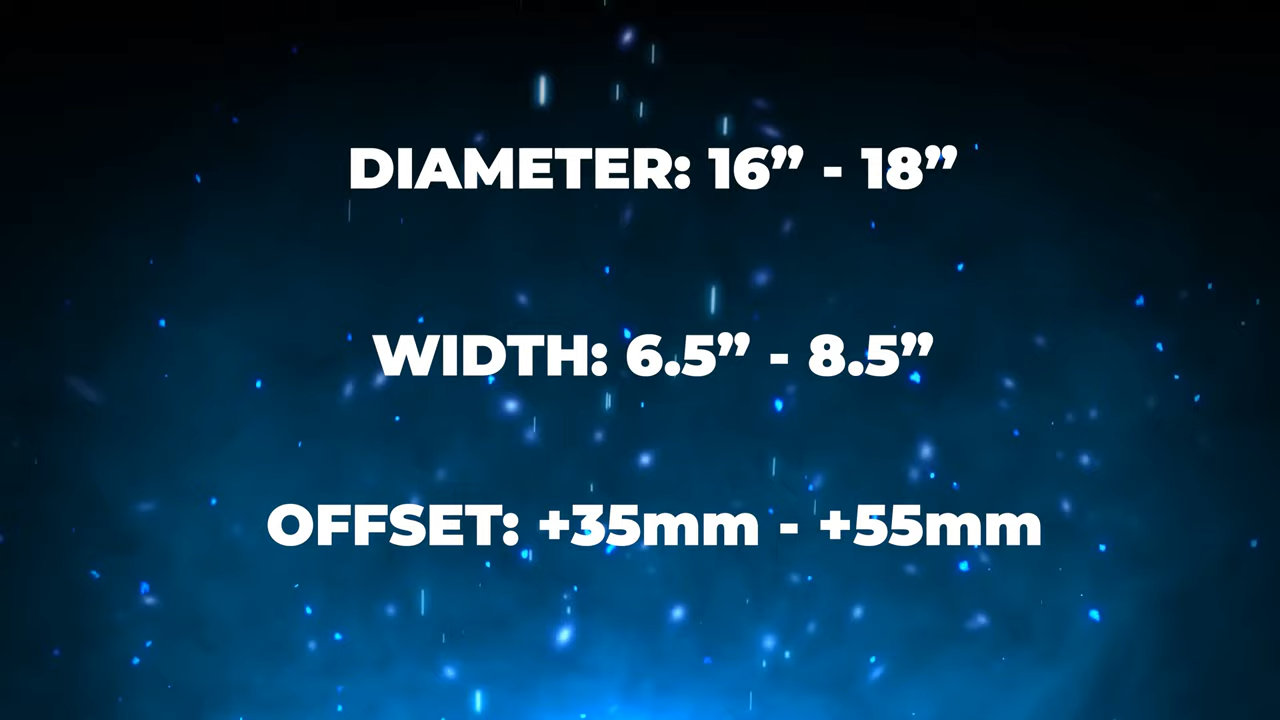 DIAMETER: 16” - 18”
WIDTH: 6.5” - 8.5”
OFFSET: +35mm - +55mm